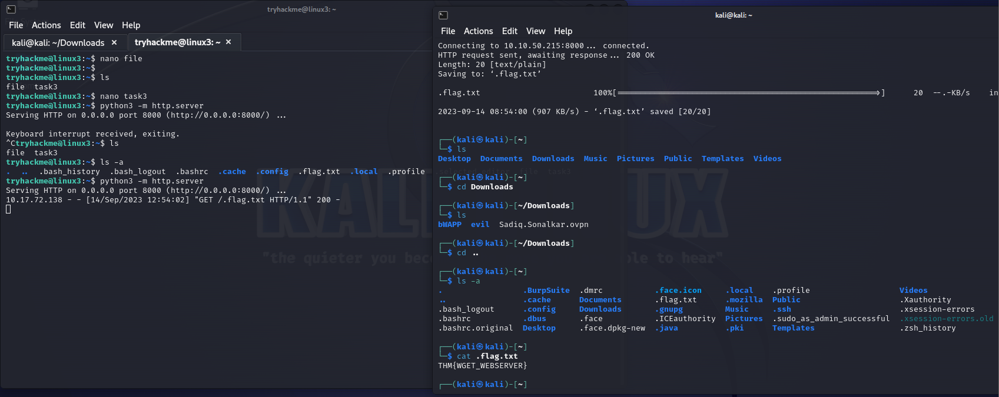 tryhackme@linux3: ~
File Actions Edit View Help
kali@kali: ~/Downloads ×
tryhackme@linux3: ~ ×
tryhackme@linux3:~$ nano file
tryhackme@linux3:~$
tryhackme@linux3:~$ ls
file  task3
tryhackme@linux3:~$ nano task3
tryhackme@linux3:~$ python3 -m http.server
Serving HTTP on 0.0.0.0 port 8000 (http://0.0.0.0:8000/) ...

Keyboard interrupt received, exiting.
^Ctryhackme@linux3:~$ ls
file  task3
tryhackme@linux3:~$ ls -a
.  ..  .bash_history  .bash_logout  .bashrc  .cache  .config  .flag.txt  .local  .profile  .selected_editor  file  task3
tryhackme@linux3:~$ python3 -m http.server
Serving HTTP on 0.0.0.0 port 8000 (http://0.0.0.0:8000/) ...
10.17.72.138 - - [14/Sep/2023 12:54:02] "GET /.flag.txt HTTP/1.1" 200 -
kali@kali: ~
File Actions Edit View Help
Connecting to 10.10.50.215:8000... connected.
HTTP request sent, awaiting response... 200 OK
Length: 20 [text/plain]
Saving to: ‘.flag.txt’

.flag.txt 100%[===================>] 20 --.-KB/s in

2023-09-14 08:54:00 (907 KB/s) - ‘.flag.txt’ saved [20/20]

┌──(kali㉿kali)-[~]
└─$ ls
Desktop  Documents  Downloads  Music  Pictures  Public  Templates  Videos

┌──(kali㉿kali)-[~]
└─$ cd Downloads

┌──(kali㉿kali)-[~/Downloads]
└─$ ls
bWAPP  evil  Sadiq.Sonalkar.ovpn

┌──(kali㉿kali)-[~/Downloads]
└─$ cd ..

┌──(kali㉿kali)-[~]
└─$ ls -a
.  .BurpSuite  .dmrc  .face.icon  .local  .profile  Videos
..  .cache  Documents  .flag.txt  .mozilla  Public  .Xauthority
.bash_logout  .config  Downloads  .gnupg  Music  .ssh  .xsession-errors
.bashrc  .dbus  .face  .ICEauthority  Pictures  .sudo_as_admin_successful  .xsession-errors.old
.bashrc.original  Desktop  .face.dpkg-new  .java  .pki  Templates  .zsh_history

┌──(kali㉿kali)-[~]
└─$ cat .flag.txt
THM{WGET_WEBSERVER}

┌──(kali㉿kali)-[~]